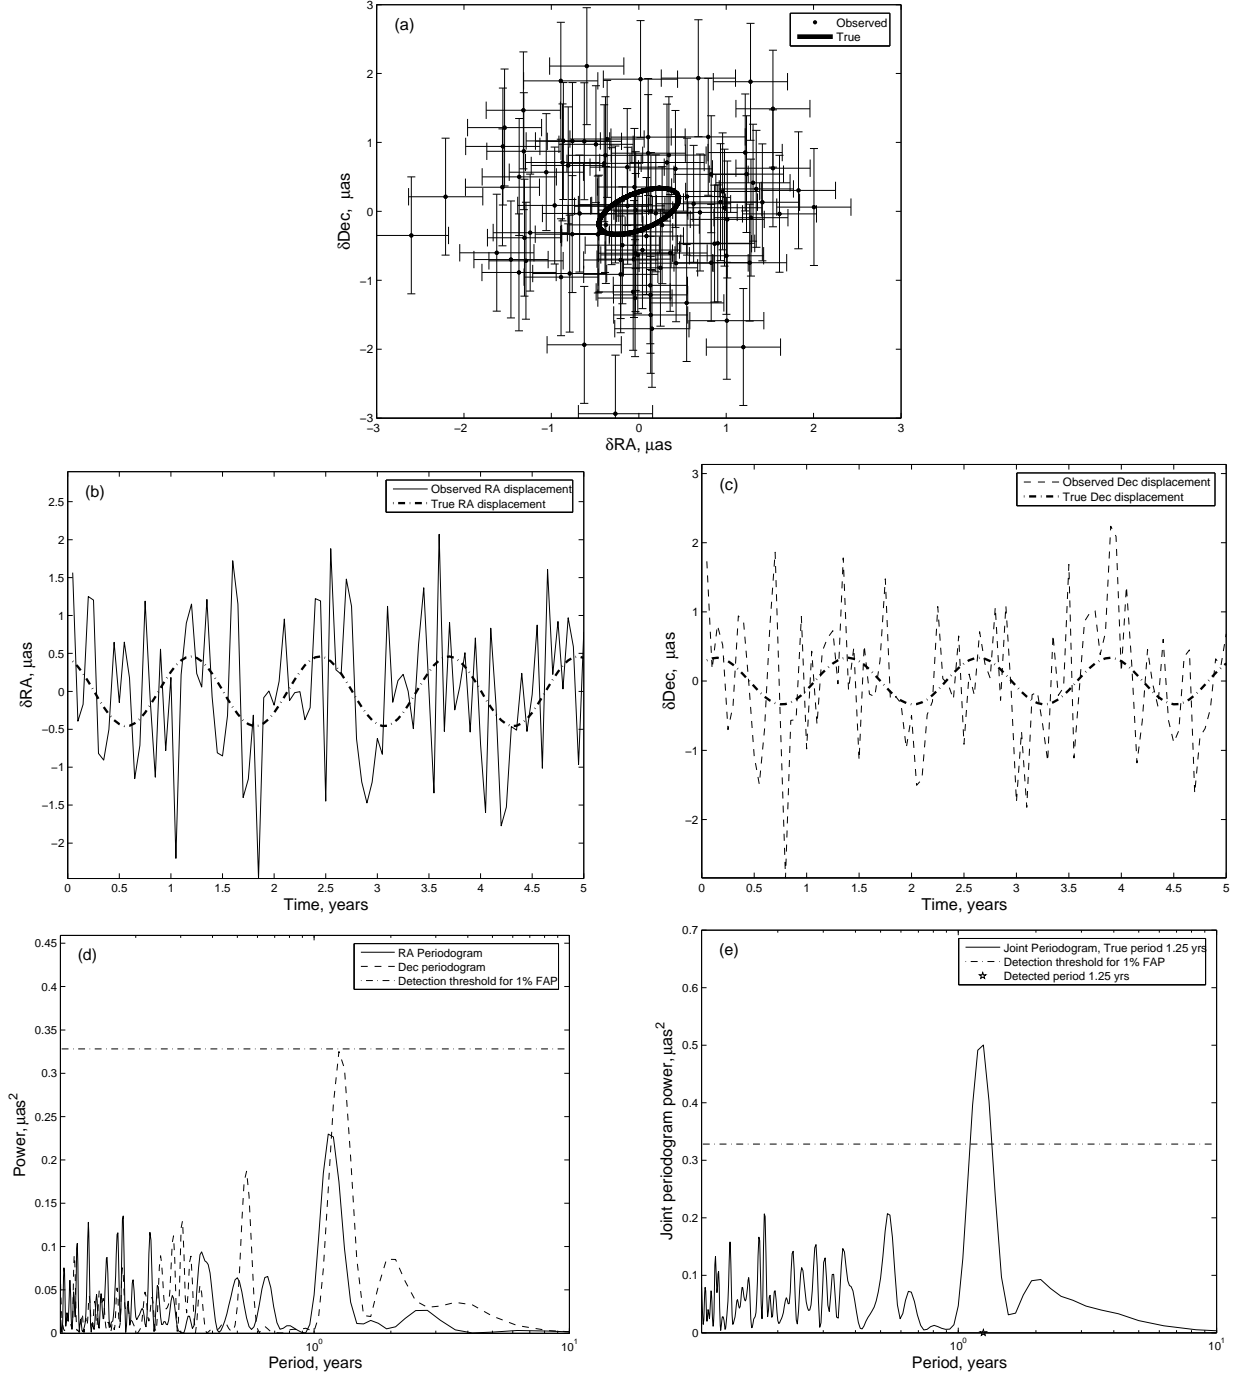 (a)
Observed
True
3
2
1
0
−1
−2
−3
δDec, μas
−3 −2 −1 0 1 2 3
δRA, μas
(b)
Observed RA displacement
True RA displacement
2.5
2
1.5
1
0.5
0
−0.5
−1
−1.5
−2
δRA, μas
0 0.5 1 1.5 2 2.5 3 3.5 4 4.5 5
Time, years
(c)
Observed Dec displacement
True Dec displacement
3
2
1
0
−1
−2
δDec, μas
0 0.5 1 1.5 2 2.5 3 3.5 4 4.5 5
Time, years
(d)
RA Periodogram
Dec periodogram
Detection threshold for 1% FAP
0.45
0.4
0.35
0.3
0.25
0.2
0.15
0.1
0.05
0
Power, μas²
10⁰ 10¹
Period, years
(e)
Joint Periodogram, True period 1.25 yrs
Detection threshold for 1% FAP
Detected period 1.25 yrs
0.7
0.6
0.5
0.4
0.3
0.2
0.1
0
Joint periodogram power, μas²
10⁰ 10¹
Period, years